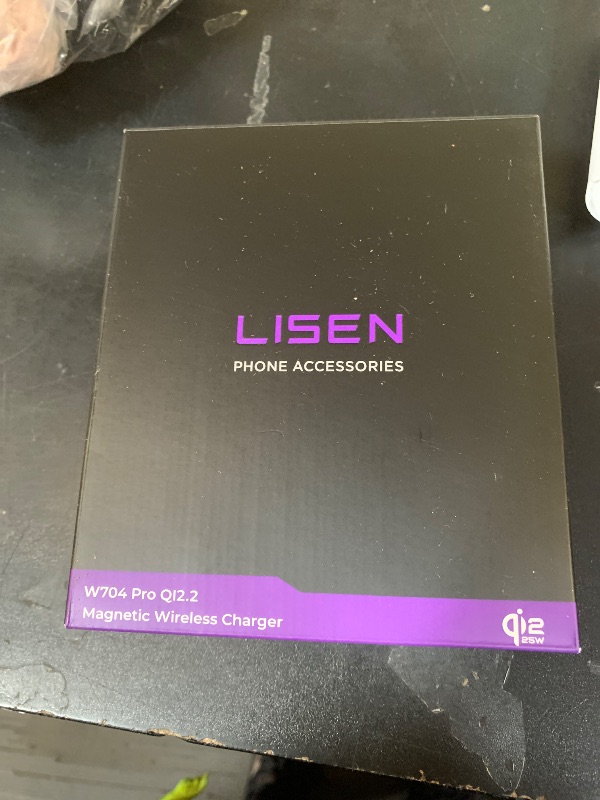 LISEN
PHONE ACCESSORIES
W704 Pro QI2.2
Magnetic Wireless Charger
qi2
25W